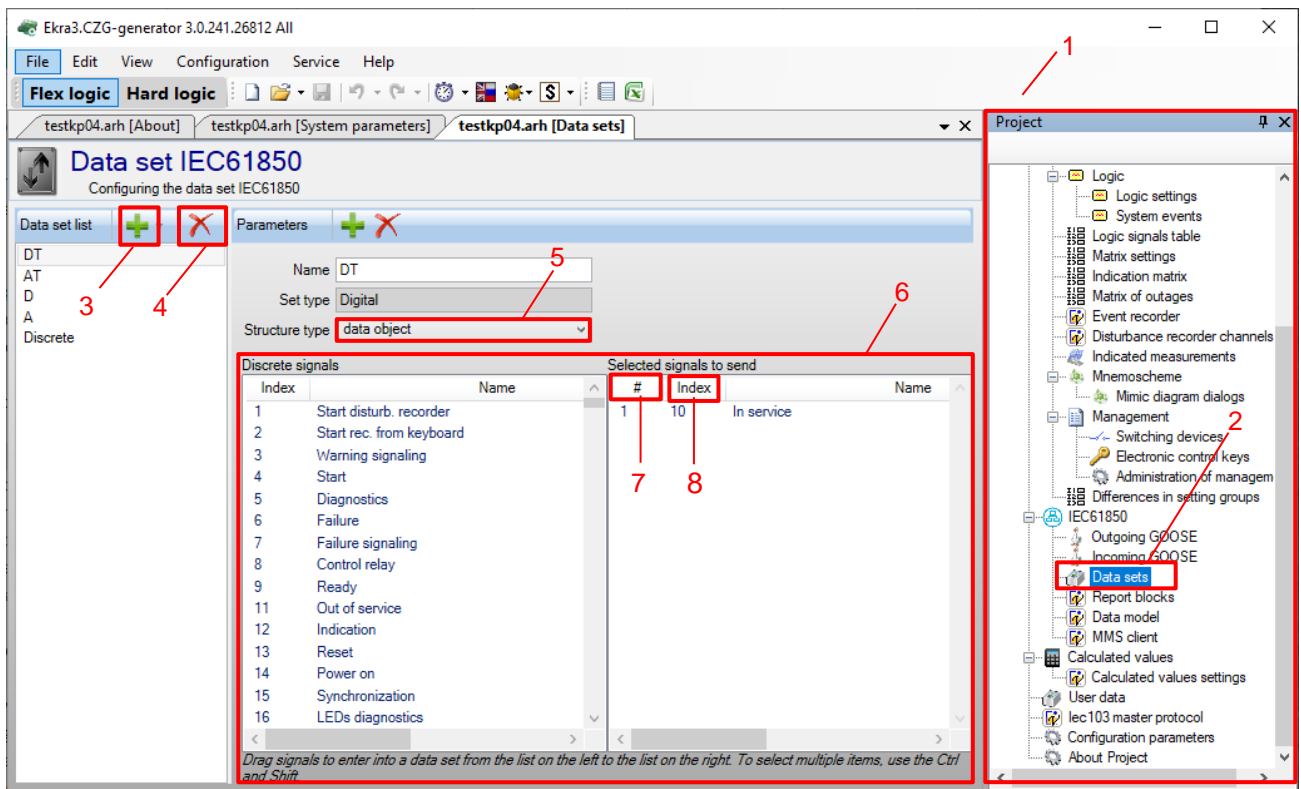 Ekra3.CZG-generator 3.0.241.26812 All
File Edit View Configuration Service Help
Flex logic Hard logic
testkp04.arh [About] testkp04.arh [System parameters] testkp04.arh [Data sets]
Data set IEC61850
Configuring the data set IEC61850
Data set list
DT
AT
D
A
Discrete
3
4
Parameters
Name DT
Set type Digital
Structure type data object
5
6
Discrete signals
Index Name
1 Start disturb. recorder
2 Start rec. from keyboard
3 Warning signaling
4 Start
5 Diagnostics
6 Failure
7 Failure signaling
8 Control relay
9 Ready
11 Out of service
12 Indication
13 Reset
14 Power on
15 Synchronization
16 LEDs diagnostics
Selected signals to send
# Index Name
1 10 In service
7 8
Drag signals to enter into a data set from the list on the left to the list on the right. To select multiple items, use the Ctrl
and Shift
1
Project
Logic
Logic settings
System events
Logic signals table
Matrix settings
Indication matrix
Matrix of outages
Event recorder
Disturbance recorder channels
Indicated measurements
Mnemoscheme
Mimic diagram dialogs
Management
2
Switching devices
Electronic control keys
Administration of managem
Differences in setting groups
IEC61850
Outgoing GOOSE
Incoming GOOSE
Data sets
Report blocks
Data model
MMS client
Calculated values
Calculated values settings
User data
Iec103 master protocol
Configuration parameters
About Project